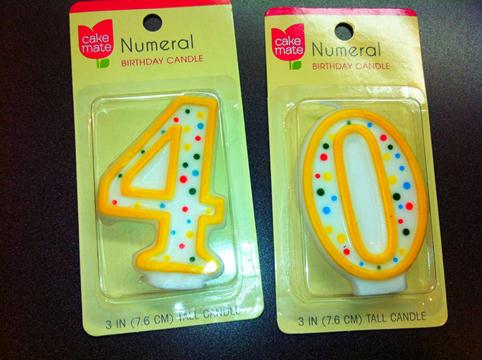 cake
mate
Numeral
BIRTHDAY CANDLE
4
3 IN (7.6 CM) TALL CANDLE
cake
mate
Numeral
BIRTHDAY CANDLE
0
3 IN (7.6 CM) TALL CANDLE